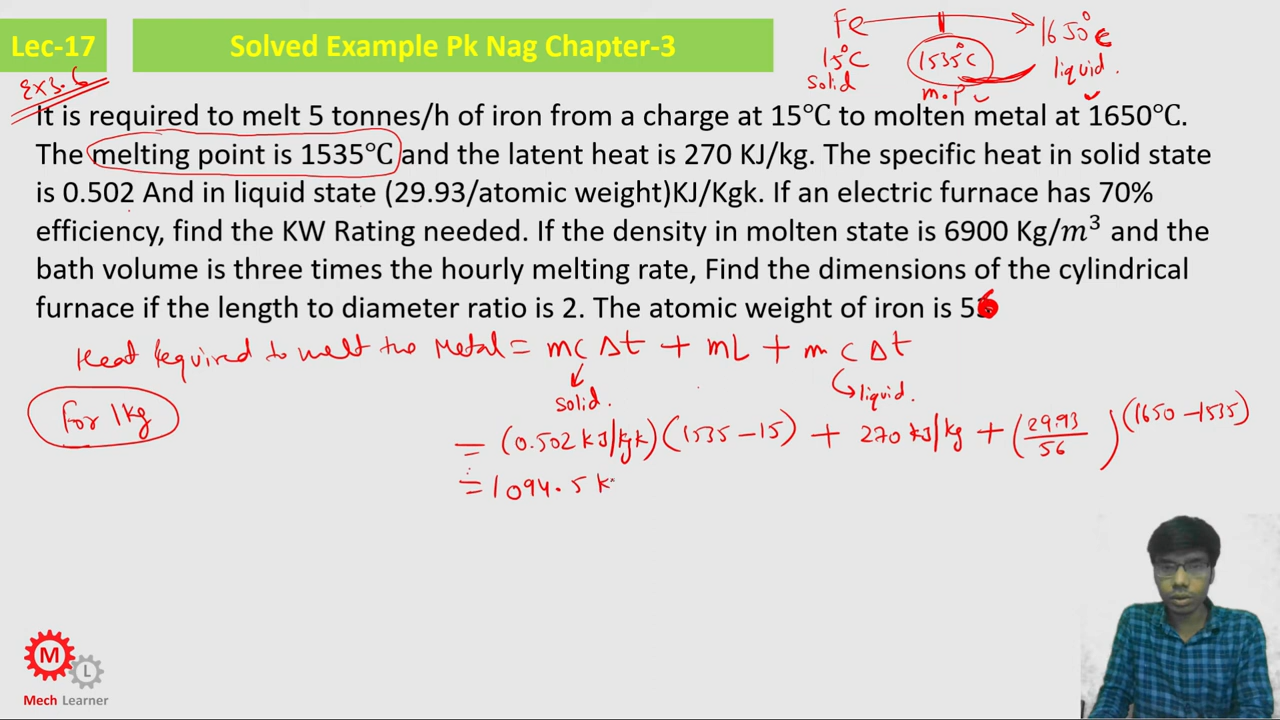 Lec-17
Solved Example Pk Nag Chapter-3
Fe 1650°C
15°C 1535°C liquid.
solid m.p
Ex 3.6
It is required to melt 5 tonnes/h of iron from a charge at 15℃ to molten metal at 1650℃.
The melting point is 1535℃ and the latent heat is 270 KJ/kg. The specific heat in solid state
is 0.502 And in liquid state (29.93/atomic weight)KJ/Kgk. If an electric furnace has 70%
efficiency, find the KW Rating needed. If the density in molten state is 6900 Kg/m³ and the
bath volume is three times the hourly melting rate, Find the dimensions of the cylindrical
furnace if the length to diameter ratio is 2. The atomic weight of iron is 56
Heat required to melt the Metal = mC Δt + mL + m C Δt
solid. liquid.
For 1kg
= (0.502 kJ/kgk) (1535 - 15) + 270 kJ/kg + (29.93/56) (1650 - 1535)
= 1094.5 k
M
L
Mech Learner